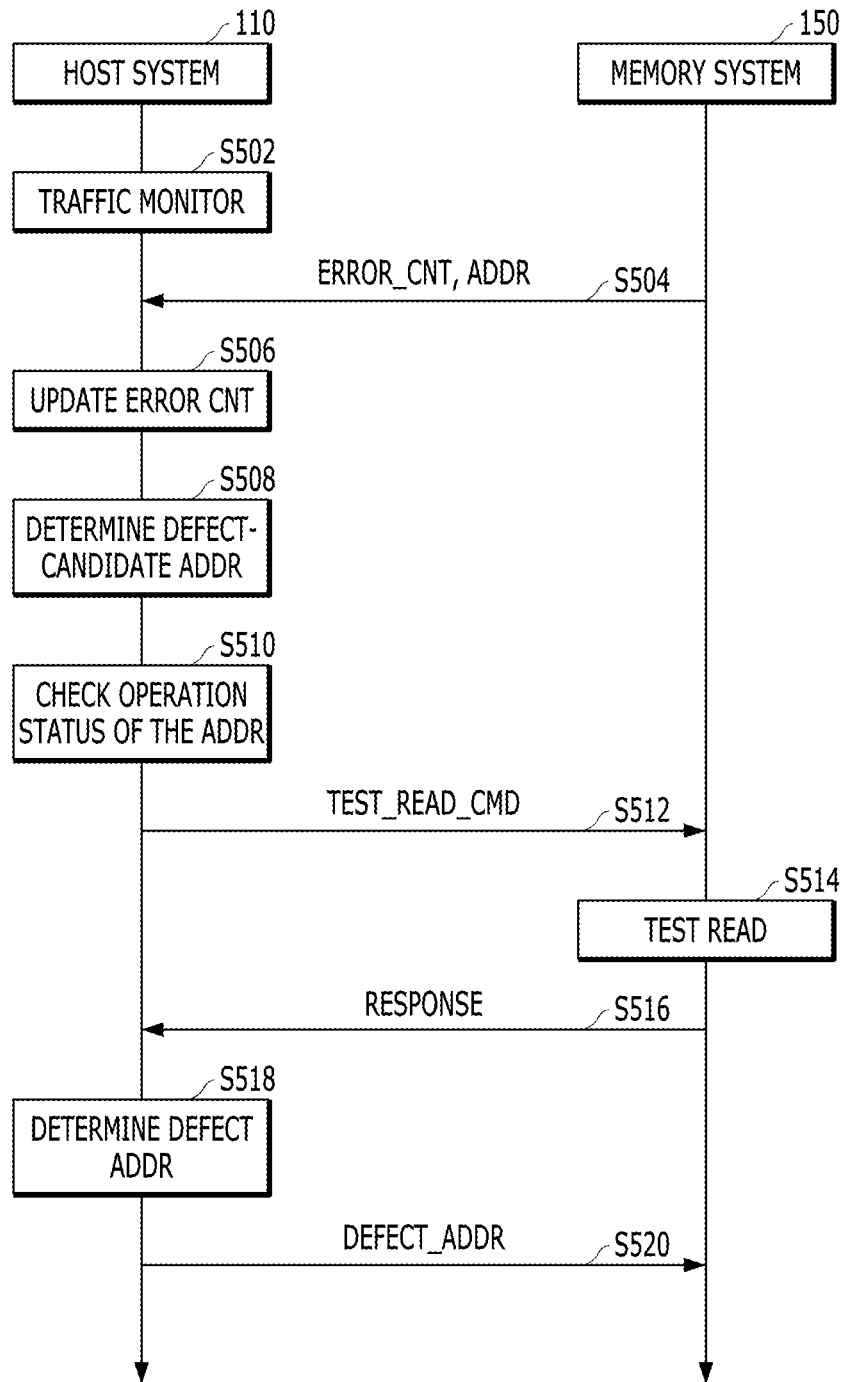 110
150
HOST SYSTEM
MEMORY SYSTEM
S502
TRAFFIC MONITOR
ERROR_CNT, ADDR
S504
S506
UPDATE ERROR CNT
S508
DETERMINE DEFECT-
CANDIDATE ADDR
S510
CHECK OPERATION
STATUS OF THE ADDR
TEST_READ_CMD
S512
S514
TEST READ
RESPONSE
S516
S518
DETERMINE DEFECT
ADDR
DEFECT_ADDR
S520